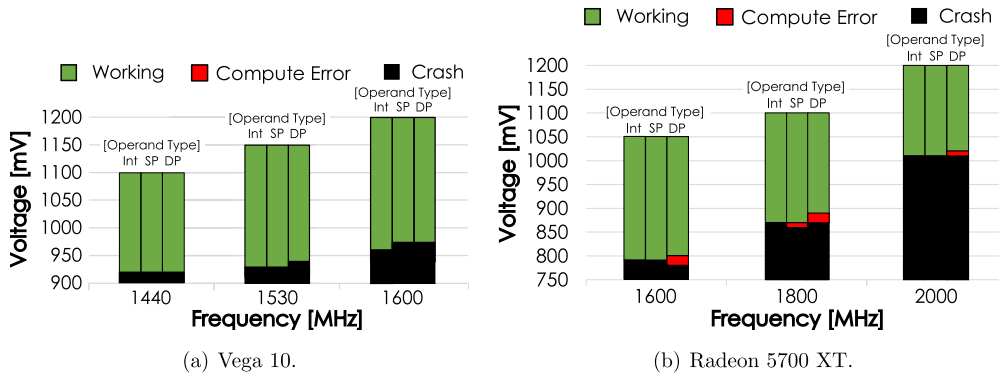 Working Compute Error Crash
[Operand Type]
Int SP DP
[Operand Type]
Int SP DP
[Operand Type]
Int SP DP
1200
1150
1100
1050
1000
950
900
Voltage [mV]
1440 1530 1600
Frequency [MHz]
(a) Vega 10.
Working Compute Error Crash
[Operand Type]
Int SP DP
[Operand Type]
Int SP DP
[Operand Type]
Int SP DP
1200
1150
1100
1050
1000
950
900
850
800
750
Voltage [mV]
1600 1800 2000
Frequency [MHz]
(b) Radeon 5700 XT.